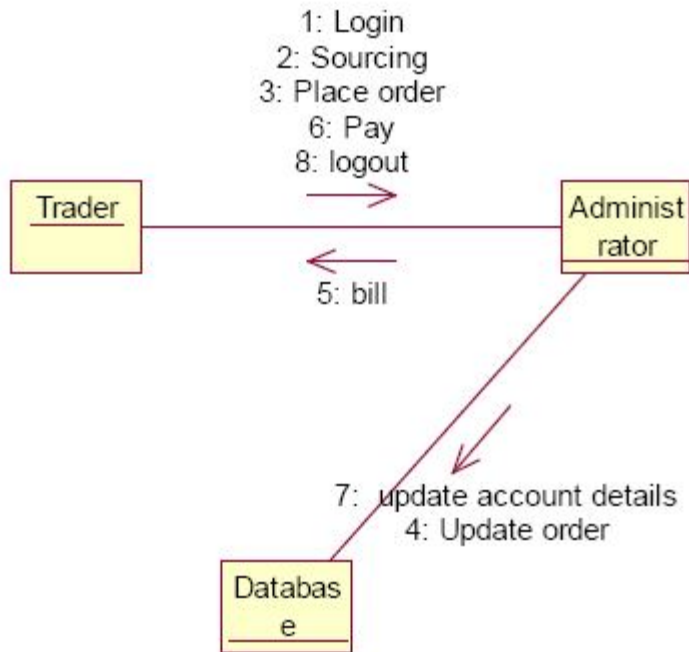 1: Login
2: Sourcing
3: Place order
6: Pay
8: logout
Trader
Administ
rator
5: bill
7: update account details
4: Update order
Databas
e